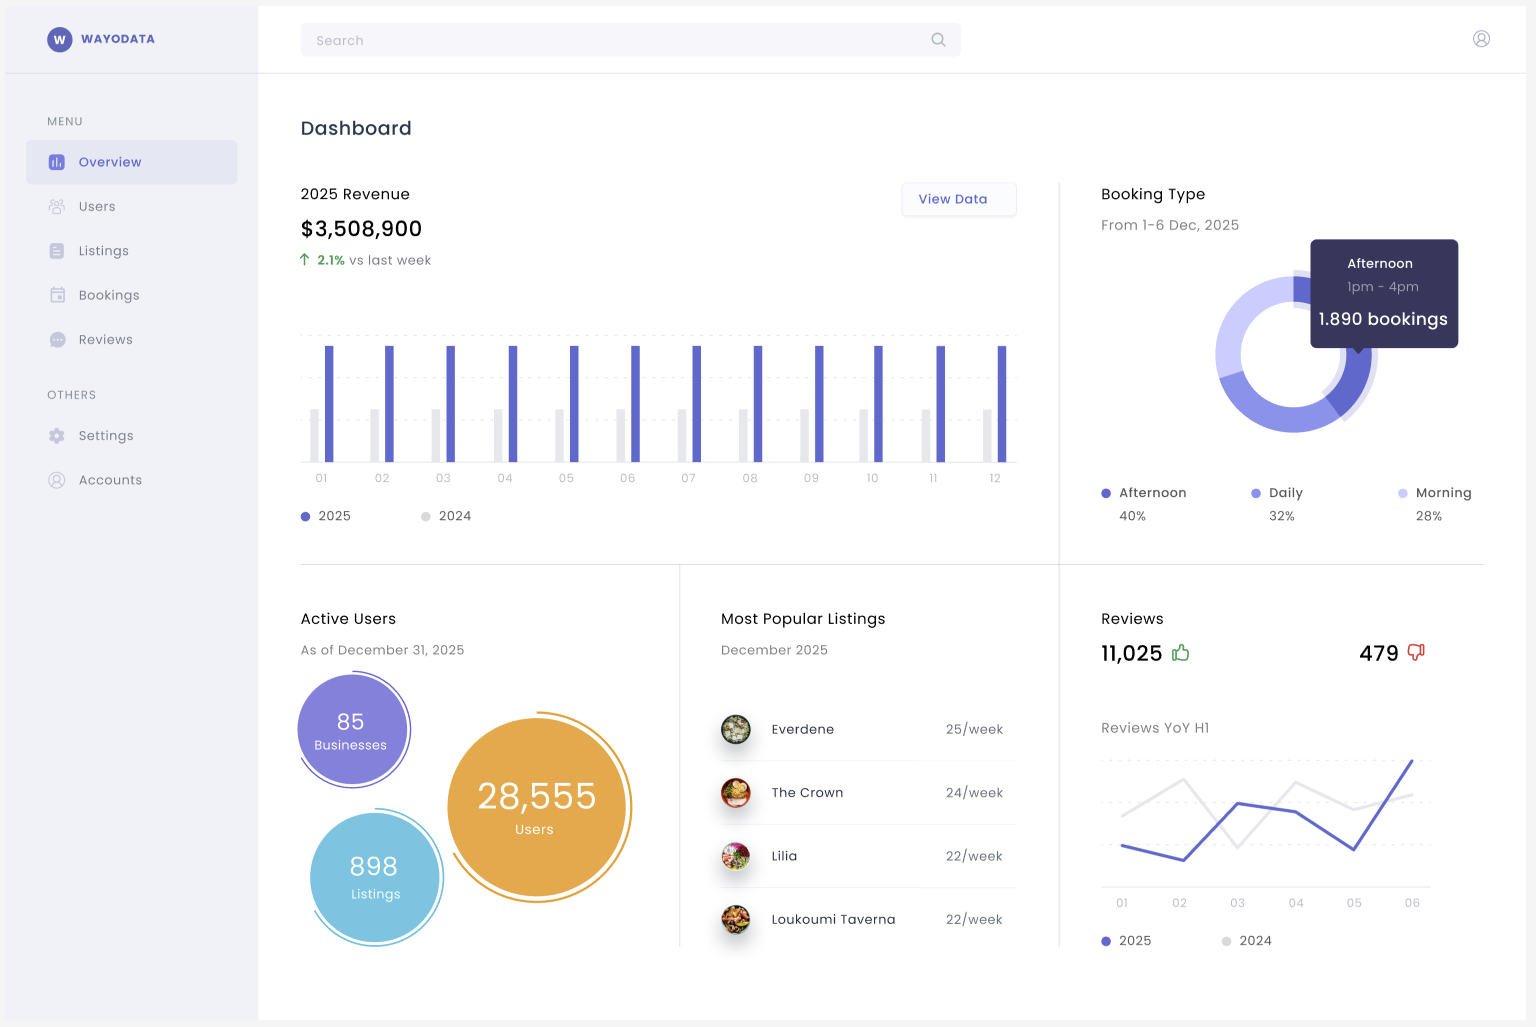 W WAYODATA
Search
MENU
Overview
Users
Listings
Bookings
Reviews
OTHERS
Settings
Accounts
Dashboard
2025 Revenue
$3,508,900
2.1% vs last week
View Data
01 02 03 04 05 06 07 08 09 10 11 12
2025 2024
Booking Type
From 1-6 Dec, 2025
Afternoon
1pm - 4pm
1.890 bookings
Afternoon Daily Morning
40% 32% 28%
Active Users
As of December 31, 2025
85
Businesses
28,555
Users
898
Listings
Most Popular Listings
December 2025
Everdene 25/week
The Crown 24/week
Lilia 22/week
Loukoumi Taverna 22/week
Reviews
11,025 479
Reviews YoY H1
01 02 03 04 05 06
2025 2024